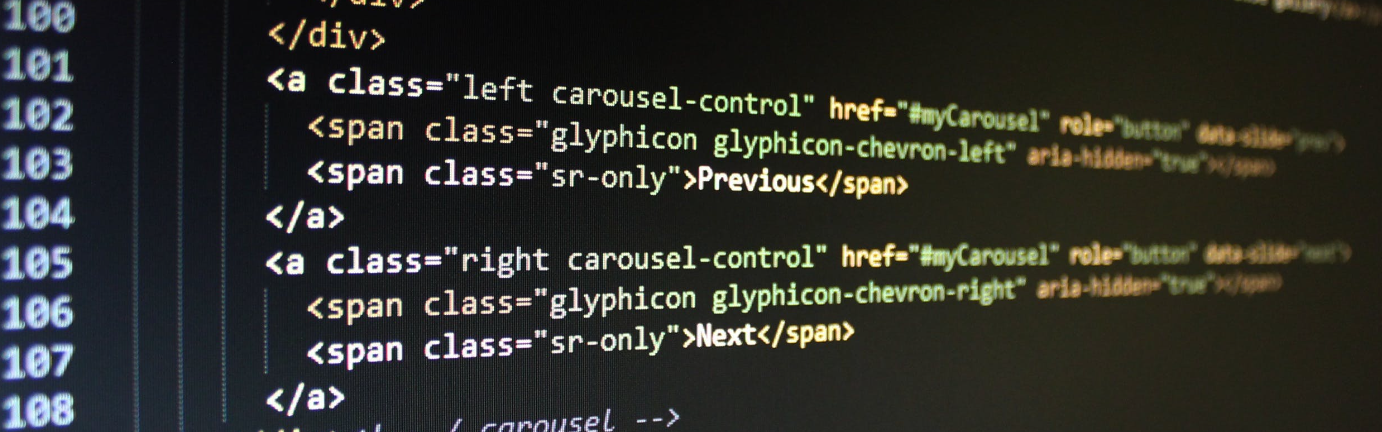 100
</div>
101 <a class="left carousel-control" href="#myCarousel" role="button" data-slide="prev">
102 <span class="glyphicon glyphicon-chevron-left" aria-hidden="true"></span>
103 <span class="sr-only">Previous</span>
104 </a>
105 <a class="right carousel-control" href="#myCarousel" role="button" data-slide="next">
106 <span class="glyphicon glyphicon-chevron-right" aria-hidden="true"></span>
107 <span class="sr-only">Next</span>
108 </a>
/ carousel -->